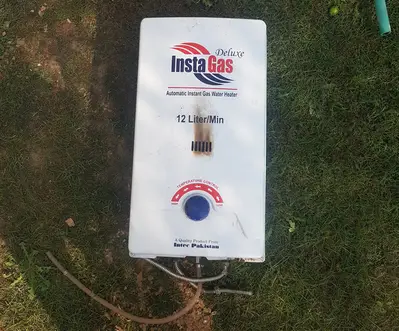 Deluxe
InstaGas
Automatic Instant Gas Water Heater
12 Liter/Min
TEMPERATURE CONTROL
A Quality Product From
Inter Pakistan